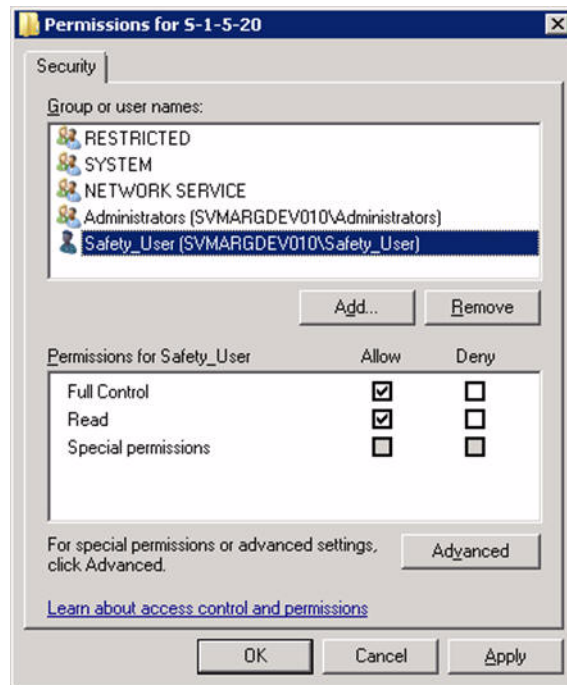 Permissions for S-1-5-20
Security
Group or user names:
RESTRICTED
SYSTEM
NETWORK SERVICE
Administrators (SVMARGDEV010\Administrators)
Safety_User (SVMARGDEV010\Safety_User)
Add... Remove
Permissions for Safety_User Allow Deny
Full Control
Read
Special permissions
For special permissions or advanced settings,
click Advanced.
Advanced
Learn about access control and permissions
OK Cancel Apply